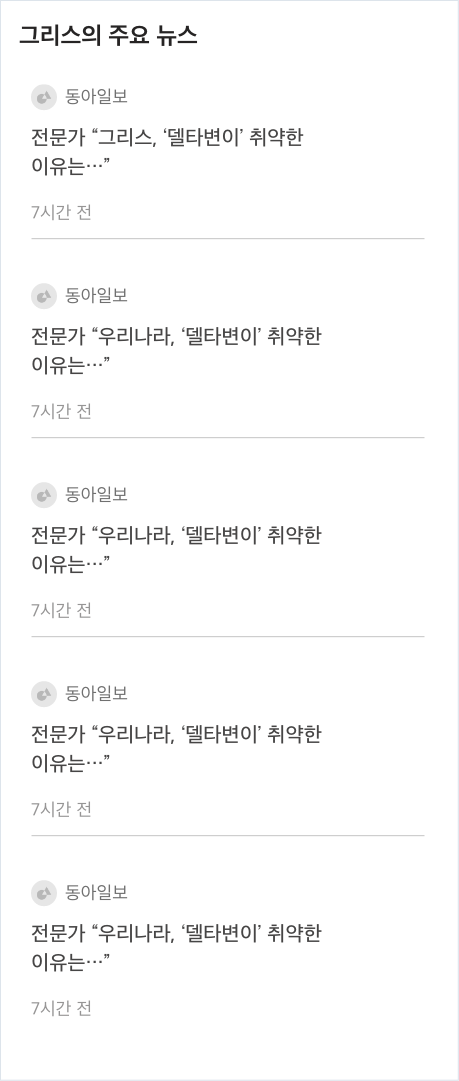 그리스의 주요 뉴스
동아일보
전문가 “그리스, ‘델타변이’ 취약한
이유는…”
7시간 전
동아일보
전문가 “우리나라, ‘델타변이’ 취약한
이유는…”
7시간 전
동아일보
전문가 “우리나라, ‘델타변이’ 취약한
이유는…”
7시간 전
동아일보
전문가 “우리나라, ‘델타변이’ 취약한
이유는…”
7시간 전
동아일보
전문가 “우리나라, ‘델타변이’ 취약한
이유는…”
7시간 전